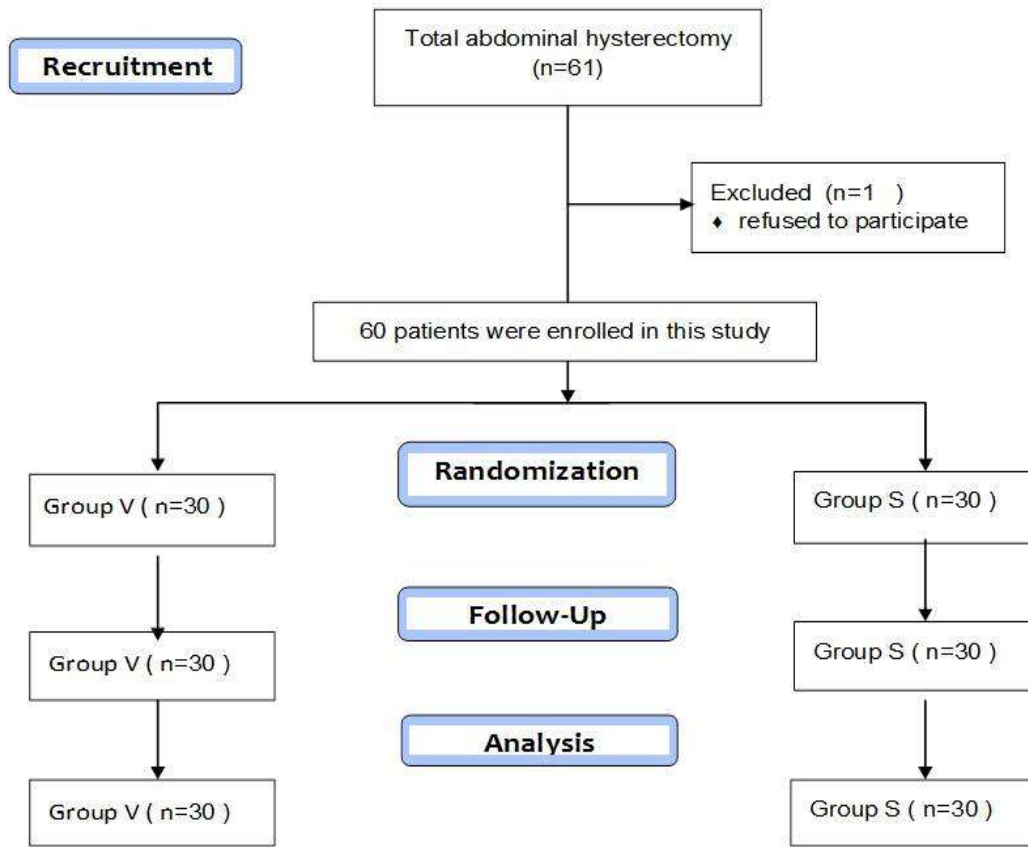 Recruitment
Total abdominal hysterectomy
(n=61)
Excluded (n=1 )
♦ refused to participate
60 patients were enrolled in this study
Randomization
Group V ( n=30 )
Group S ( n=30 )
Follow-Up
Group V ( n=30 )
Group S ( n=30 )
Analysis
Group V ( n=30 )
Group S ( n=30 )